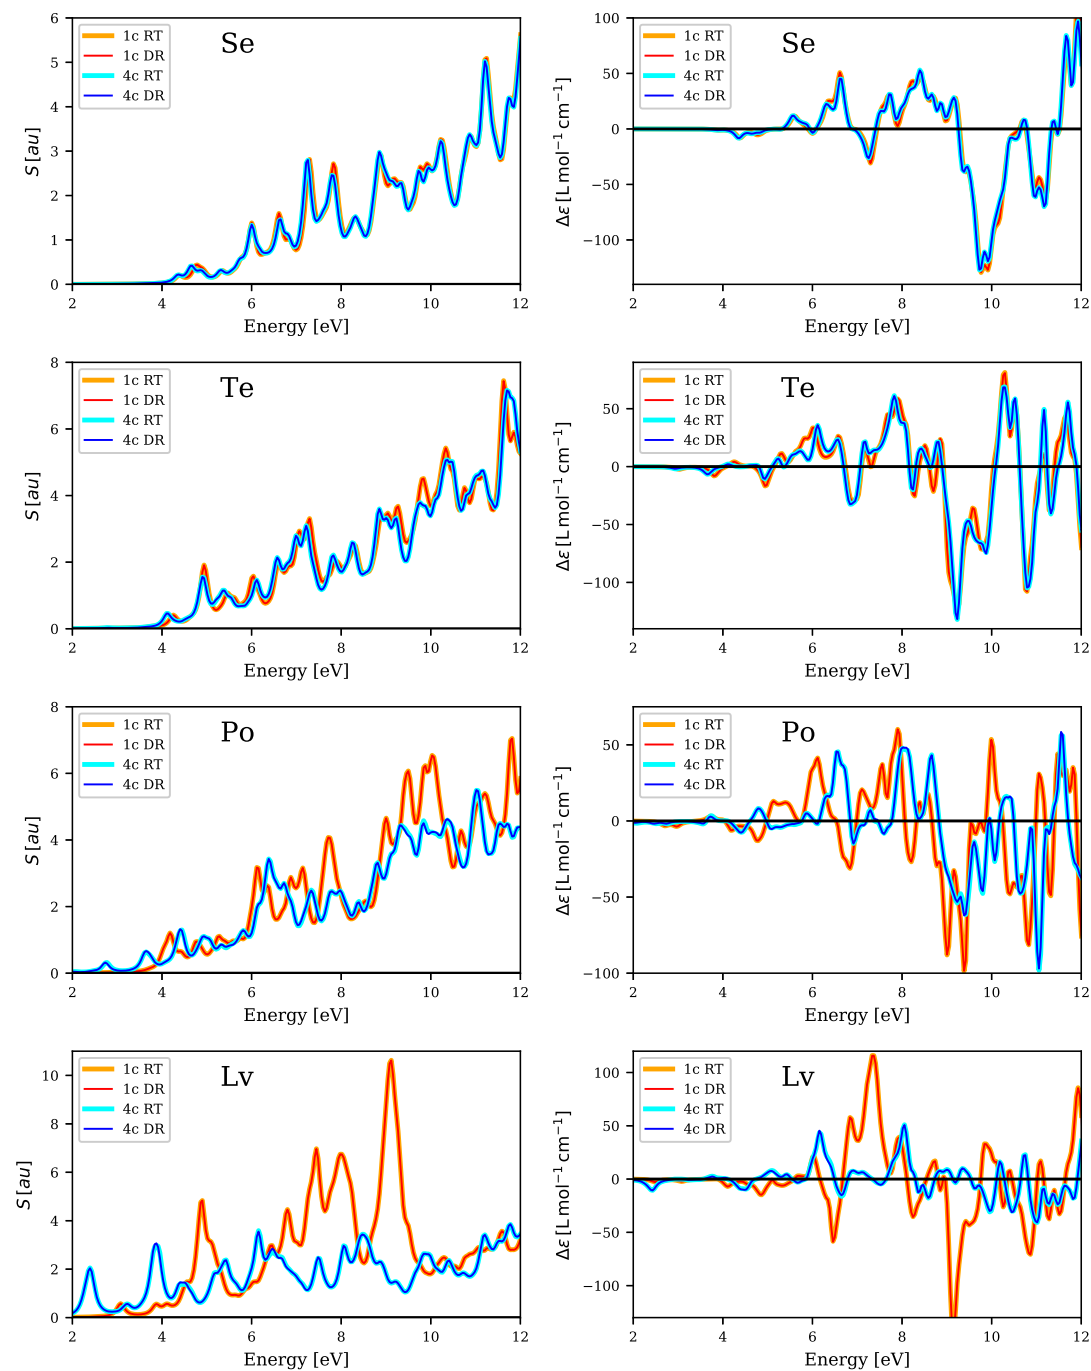 Se
1c RT
1c DR
4c RT
4c DR
S [au]
6
5
4
3
2
1
0
2 4 6 8 10 12
Energy [eV]
Se
1c RT
1c DR
4c RT
4c DR
Δε [L mol⁻¹ cm⁻¹]
100
50
0
−50
−100
2 4 6 8 10 12
Energy [eV]
Te
1c RT
1c DR
4c RT
4c DR
S [au]
8
6
4
2
0
2 4 6 8 10 12
Energy [eV]
Te
1c RT
1c DR
4c RT
4c DR
Δε [L mol⁻¹ cm⁻¹]
50
0
−50
−100
2 4 6 8 10 12
Energy [eV]
Po
1c RT
1c DR
4c RT
4c DR
S [au]
8
6
4
2
0
2 4 6 8 10 12
Energy [eV]
Po
1c RT
1c DR
4c RT
4c DR
Δε [L mol⁻¹ cm⁻¹]
50
0
−50
−100
2 4 6 8 10 12
Energy [eV]
Lv
1c RT
1c DR
4c RT
4c DR
S [au]
10
8
6
4
2
0
2 4 6 8 10 12
Energy [eV]
Lv
1c RT
1c DR
4c RT
4c DR
Δε [L mol⁻¹ cm⁻¹]
100
50
0
−50
−100
2 4 6 8 10 12
Energy [eV]